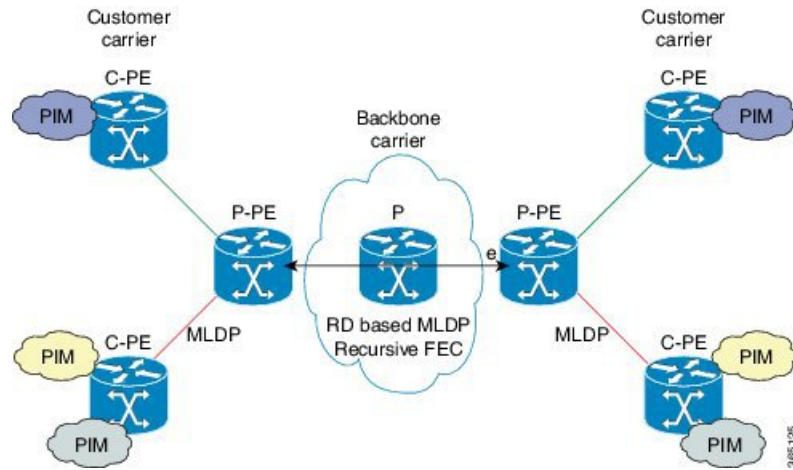 Customer
carrier
C-PE
PIM
Customer
carrier
C-PE
PIM
Backbone
carrier
P-PE
P
P-PE
e
RD based MLDP
Recursive FEC
MLDP
C-PE
PIM
PIM
MLDP
C-PE
PIM
PIM
365125